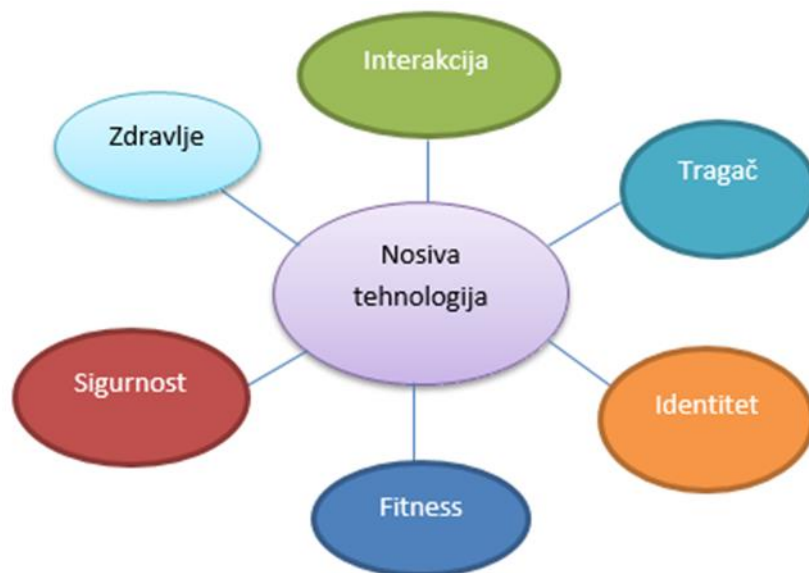 Interakcija
Zdravlje
Tragač
Nosiva
tehnologija
Sigurnost
Identitet
Fitness